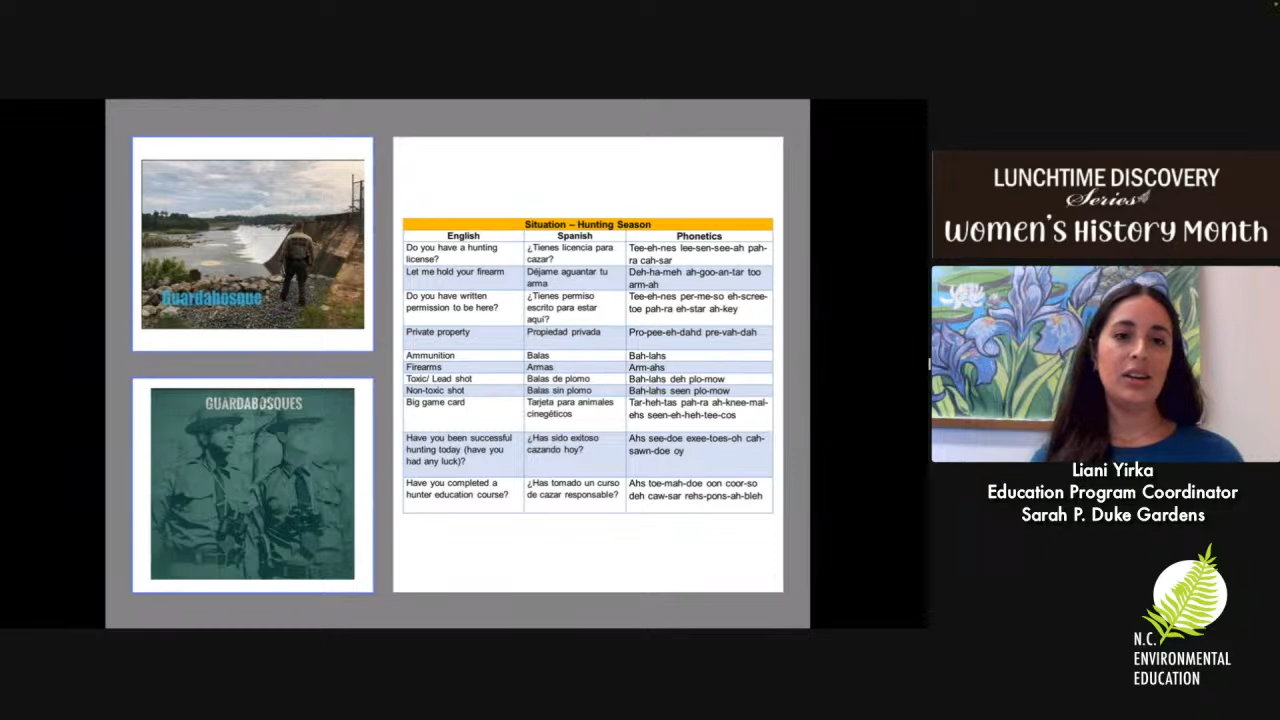 Guardabosque
GUARDABOSQUES
Situation – Hunting Season
English Spanish Phonetics
Do you have a hunting
license?
¿Tienes licencia para
cazar?
Tee-eh-nes lee-sen-see-ah pah-
ra cah-sar
Let me hold your firearm
Déjame aguantar tu
arma
Deh-ha-meh ah-goo-an-tar too
arm-ah
Do you have written
permission to be here?
¿Tienes permiso
escrito para estar
aquí?
Tee-eh-nes per-me-so eh-scree-
toe pah-ra eh-star ah-key
Private property
Propiedad privada
Pro-pee-eh-dahd pre-vah-dah
Ammunition
Balas
Bah-lahs
Firearms
Armas
Arm-ahs
Toxic/ Lead shot
Balas de plomo
Bah-lahs deh plo-mow
Non-toxic shot
Balas sin plomo
Bah-lahs seen plo-mow
Big game card
Tarjeta para animales
cinegéticos
Tar-heh-tas pah-ra ah-knee-mal-
ehs seen-eh-heh-tee-cos
Have you been successful
hunting today (have you
had any luck)?
¿Has sido exitoso
cazando hoy?
Ahs see-doe exee-toes-oh cah-
sawn-doe oy
Have you completed a
hunter education course?
¿Has tomado un curso
de cazar responsable?
Ahs toe-mah-doe oon coor-so
deh caw-sar rehs-pons-ah-bleh
LUNCHTIME DISCOVERY
Series
Women's History Month
Liani Yirka
Education Program Coordinator
Sarah P. Duke Gardens
N.C.
ENVIRONMENTAL
EDUCATION